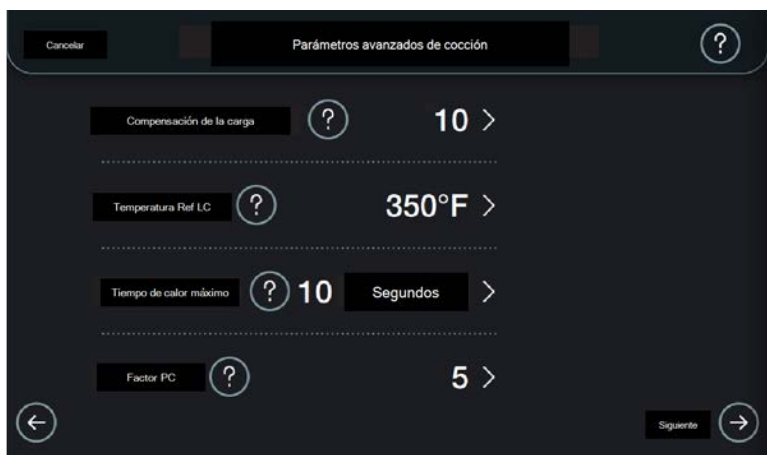 Cancelar
Parámetros avanzados de cocción
?
Compensación de la carga ? 10 >
Temperatura Ref LC ? 350°F >
Tiempo de calor máximo ? 10 Segundos >
Factor PC ? 5 >
Siguiente